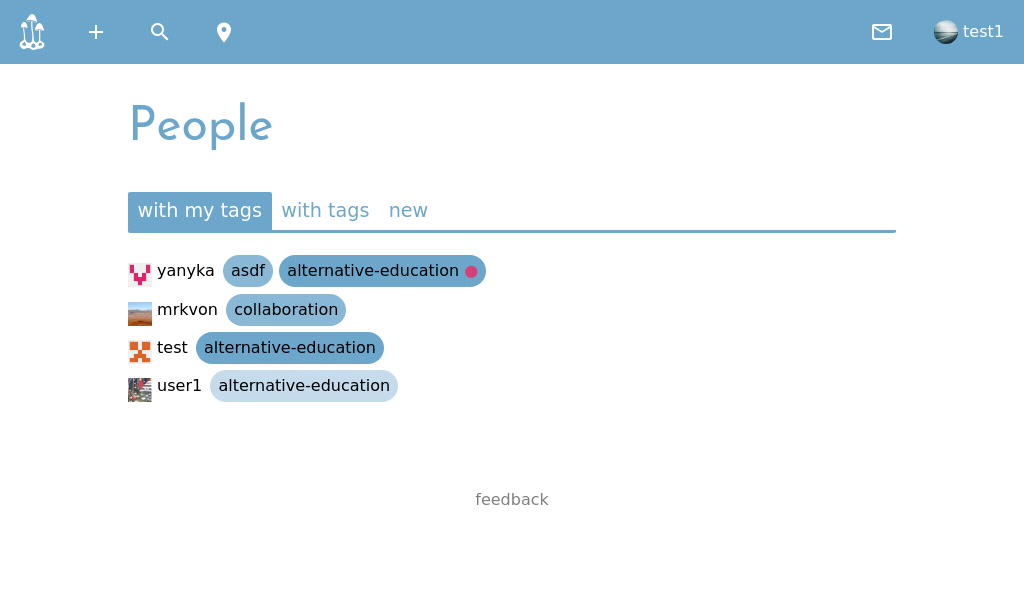 test1
People
with my tags with tags new
yanyka asdf alternative-education
mrkvon collaboration
test alternative-education
user1 alternative-education
feedback